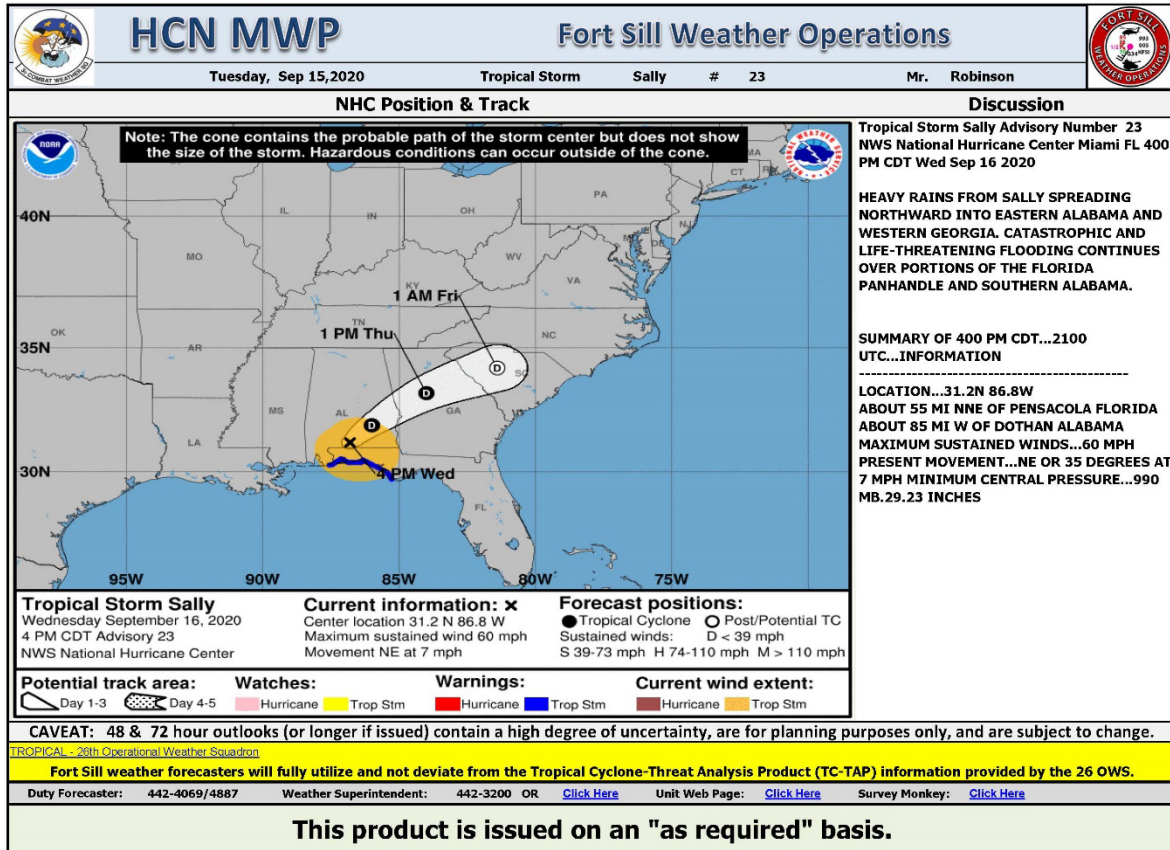 HCN MWP
Fort Sill Weather Operations
3D COMBAT WEATHER SQ
FORT SILL
WEATHER OPERATIONS
Tuesday, Sep 15,2020 Tropical Storm Sally # 23 Mr. Robinson
NHC Position & Track
Discussion
NOAA
Note: The cone contains the probable path of the storm center but does not show
the size of the storm. Hazardous conditions can occur outside of the cone.
NATIONAL WEATHER SERVICE
MA
CT
PA
NJ
40N
IL
IN
OH
DE
MO
WV
VA
KY
1 AM Fri
OK
TN
NC
1 PM Thu
35N
AR
D
SC
D
MS
AL
GA
D
LA
4 PM Wed
30N
FL
95W
90W
85W
80W
75W
Tropical Storm Sally
Wednesday September 16, 2020
4 PM CDT Advisory 23
NWS National Hurricane Center
Current information: ×
Center location 31.2 N 86.8 W
Maximum sustained wind 60 mph
Movement NE at 7 mph
Forecast positions:
Tropical Cyclone Post/Potential TC
Sustained winds: D < 39 mph
S 39-73 mph H 74-110 mph M > 110 mph
Potential track area:
Day 1-3 Day 4-5
Watches:
Hurricane Trop Stm
Warnings:
Hurricane Trop Stm
Current wind extent:
Hurricane Trop Stm
Tropical Storm Sally Advisory Number 23
NWS National Hurricane Center Miami FL 400
PM CDT Wed Sep 16 2020
HEAVY RAINS FROM SALLY SPREADING
NORTHWARD INTO EASTERN ALABAMA AND
WESTERN GEORGIA. CATASTROPHIC AND
LIFE-THREATENING FLOODING CONTINUES
OVER PORTIONS OF THE FLORIDA
PANHANDLE AND SOUTHERN ALABAMA.
SUMMARY OF 400 PM CDT...2100
UTC...INFORMATION
----------------------------------------------
LOCATION...31.2N 86.8W
ABOUT 55 MI NNE OF PENSACOLA FLORIDA
ABOUT 85 MI W OF DOTHAN ALABAMA
MAXIMUM SUSTAINED WINDS...60 MPH
PRESENT MOVEMENT...NE OR 35 DEGREES AT
7 MPH MINIMUM CENTRAL PRESSURE...990
MB.29.23 INCHES
CAVEAT: 48 & 72 hour outlooks (or longer if issued) contain a high degree of uncertainty, are for planning purposes only, and are subject to change.
TROPICAL - 26th Operational Weather Squadron
Fort Sill weather forecasters will fully utilize and not deviate from the Tropical Cyclone-Threat Analysis Product (TC-TAP) information provided by the 26 OWS.
Duty Forecaster: 442-4069/4887 Weather Superintendent: 442-3200 OR Click Here Unit Web Page: Click Here Survey Monkey: Click Here
This product is issued on an "as required" basis.